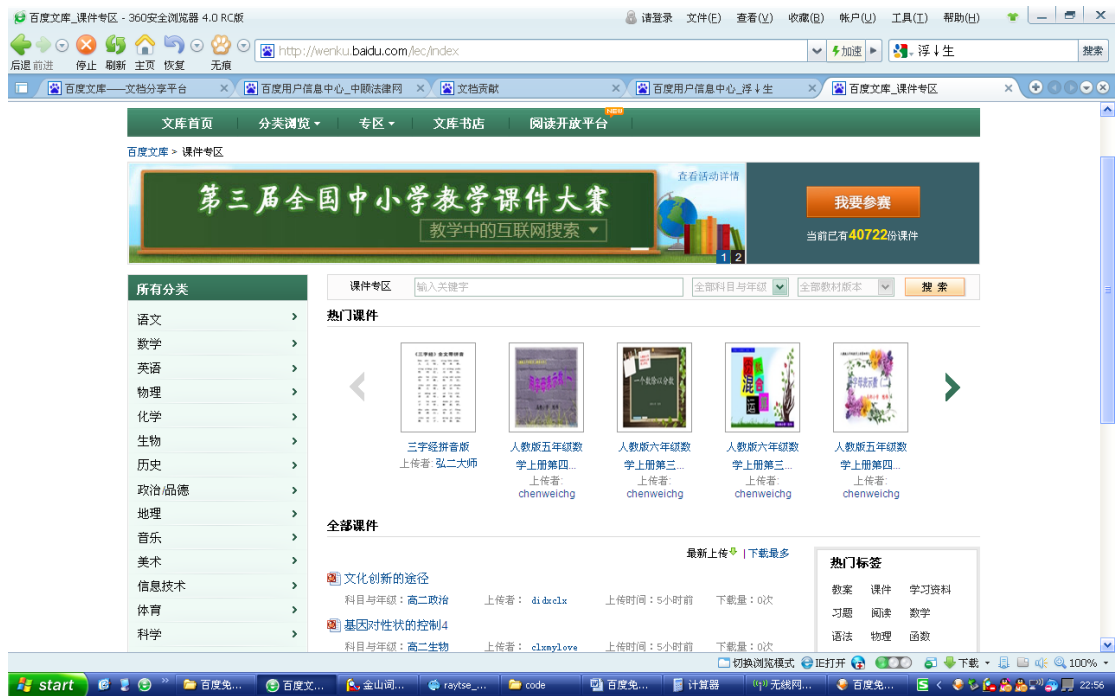 百度文库_课件专区 - 360安全浏览器 4.0 RC版
请登录 文件(F) 查看(V) 收藏(B) 帐户(U) 工具(T) 帮助(H)
后退 前进 停止 刷新 主页 恢复 无痕
http://wenku.baidu.com/lec/index
加速
浮↓生
搜索
百度文库——文档分享平台
百度用户信息中心_中顾法律网
文档贡献
百度用户信息中心_浮↓生
百度文库_课件专区
文库首页 分类浏览 专区 文库书店 阅读开放平台
NEW
百度文库 > 课件专区
第三届全国中小学教学课件大赛
教学中的互联网搜索
查看活动详情
1 2
我要参赛
当前已有40722份课件
所有分类
语文
数学
英语
物理
化学
生物
历史
政治/品德
地理
音乐
美术
信息技术
体育
科学
课件专区 输入关键字 全部科目与年级 全部教材版本 搜 索
热门课件
三字经拼音版
上传者: 弘二大师
人教版五年级数
学上册第四...
上传者:
chenweichg
人教版六年级数
学上册第三...
上传者:
chenweichg
人教版六年级数
学上册第三...
上传者:
chenweichg
人教版五年级数
学上册第四...
上传者:
chenweichg
全部课件
最新上传 | 下载最多
文化创新的途径
科目与年级：高二政治 上传者： didxclx 上传时间：5小时前 下载量：0次
基因对性状的控制4
科目与年级：高二生物 上传者： clxmylove 上传时间：5小时前 下载量：0次
热门标签
教案 课件 学习资料
习题 阅读 数学
语法 物理 函数
切换浏览模式 IE打开 下载 100%
start 百度免... 百度文... 金山词... raytse_... code 百度免... 计算器 无线网... 百度免... 22:56